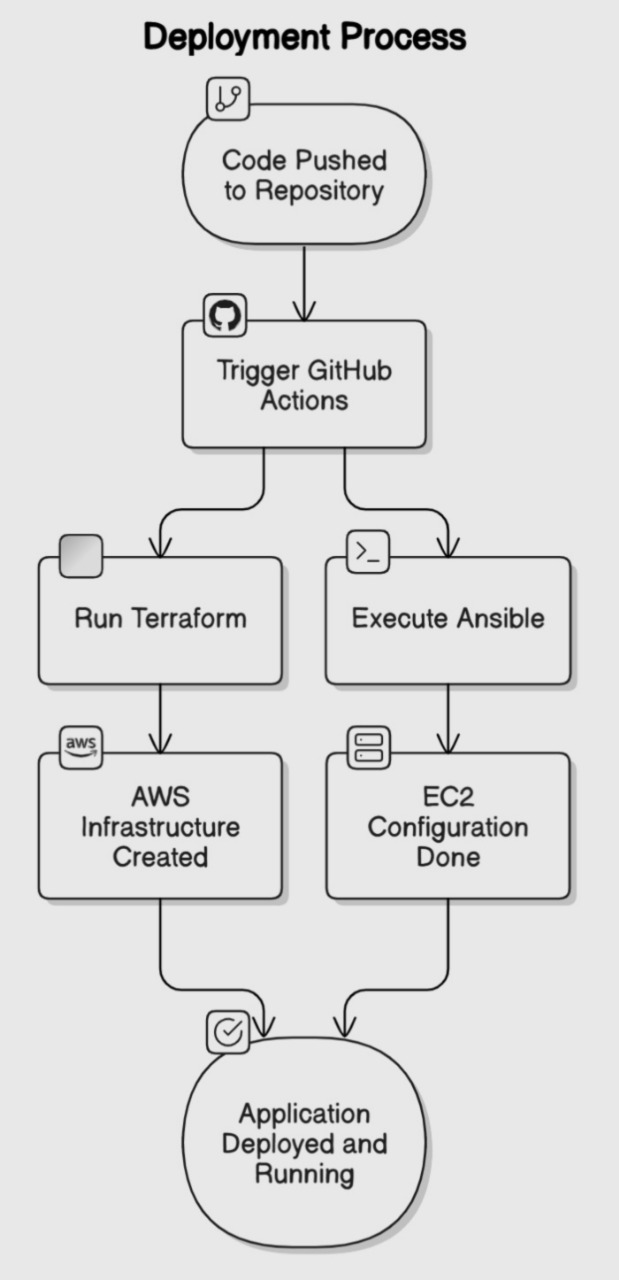 Deployment Process
Code Pushed
to Repository
Trigger GitHub
Actions
Run Terraform
>_
Execute Ansible
aws
AWS
Infrastructure
Created
EC2
Configuration
Done
Application
Deployed and
Running